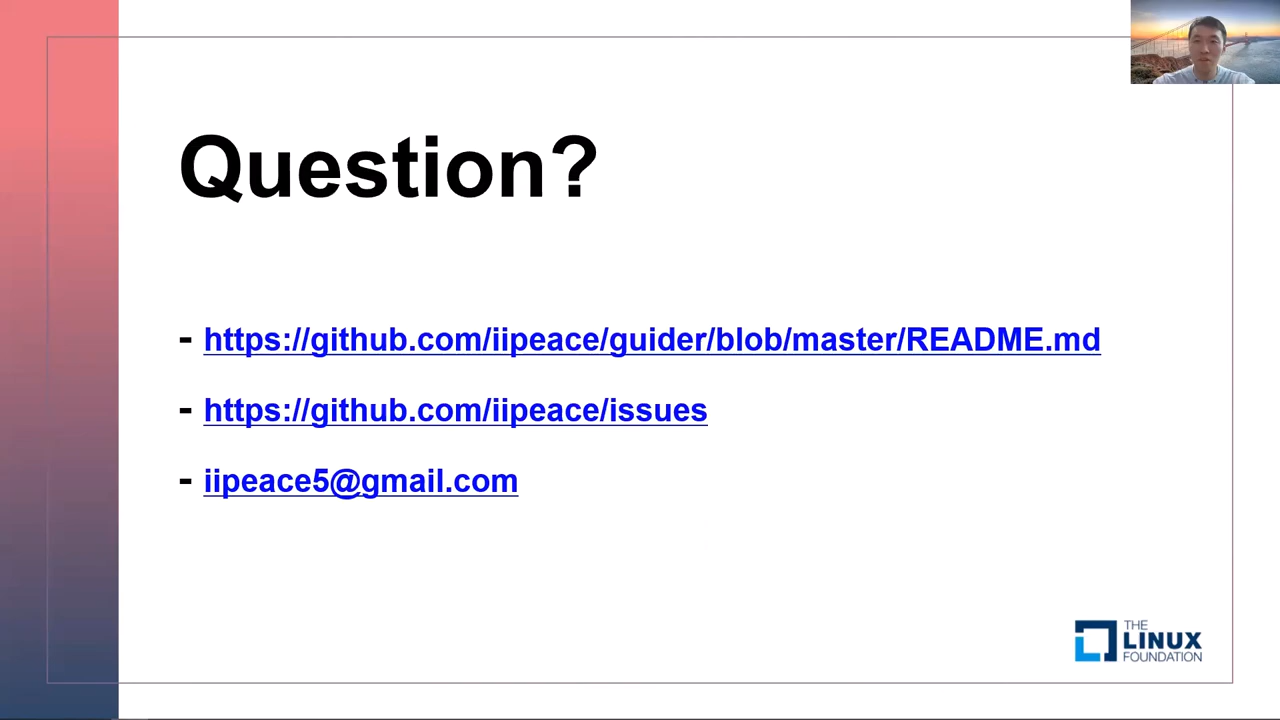 Question?
- https://github.com/iipeace/guider/blob/master/README.md
- https://github.com/iipeace/issues
- iipeace5@gmail.com
THE
LINUX
FOUNDATION